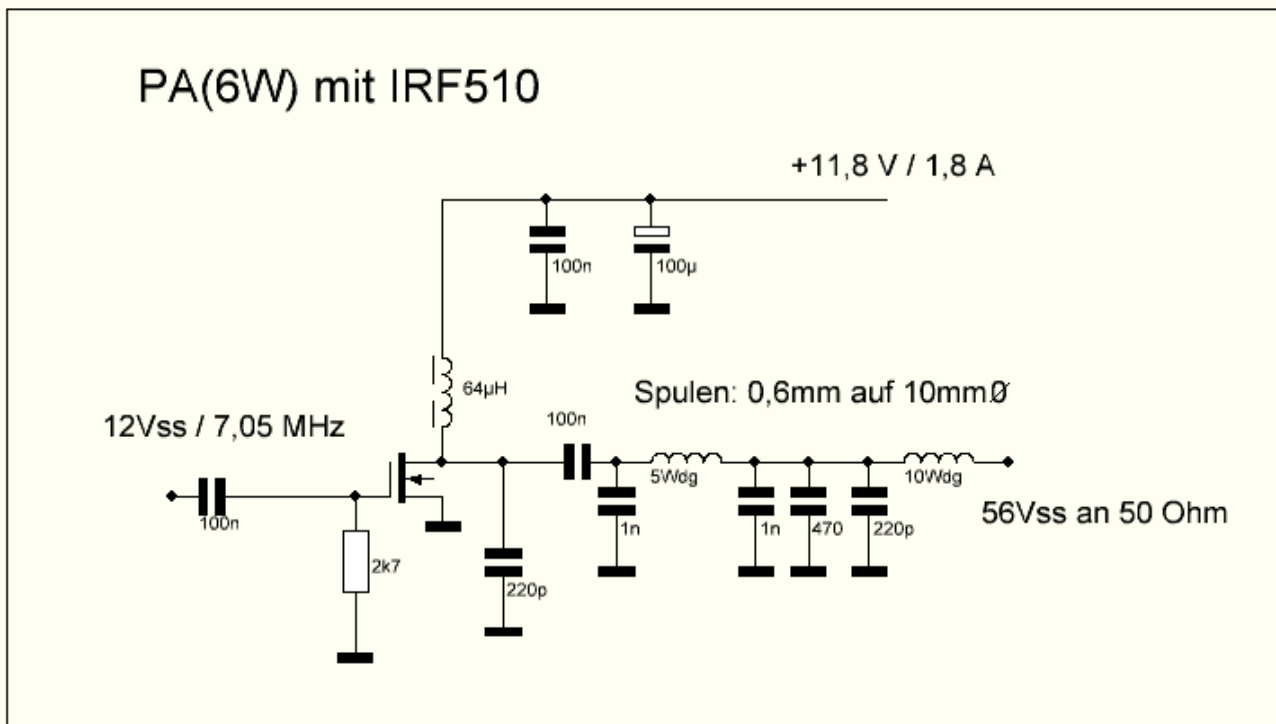 PA(6W) mit IRF510
+11,8 V / 1,8 A
100n
100µ
64µH
Spulen: 0,6mm auf 10mmØ
12Vss / 7,05 MHz
100n
5Wdg
10Wdg
100n
1n
1n
470
220p
56Vss an 50 Ohm
2k7
220p